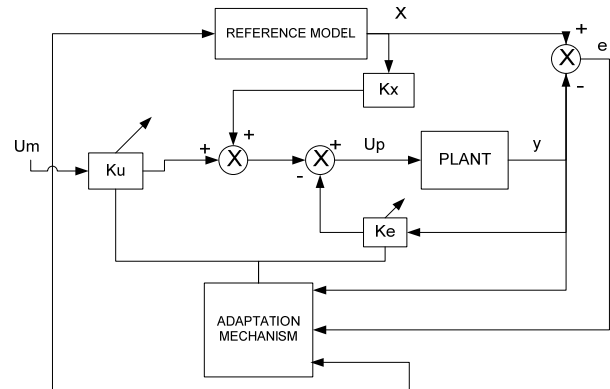 X
+
e
REFERENCE MODEL
X
-
Kx
+
Um
+
X
+
Up
y
Ku
X
PLANT
-
Ke
ADAPTATION
MECHANISM